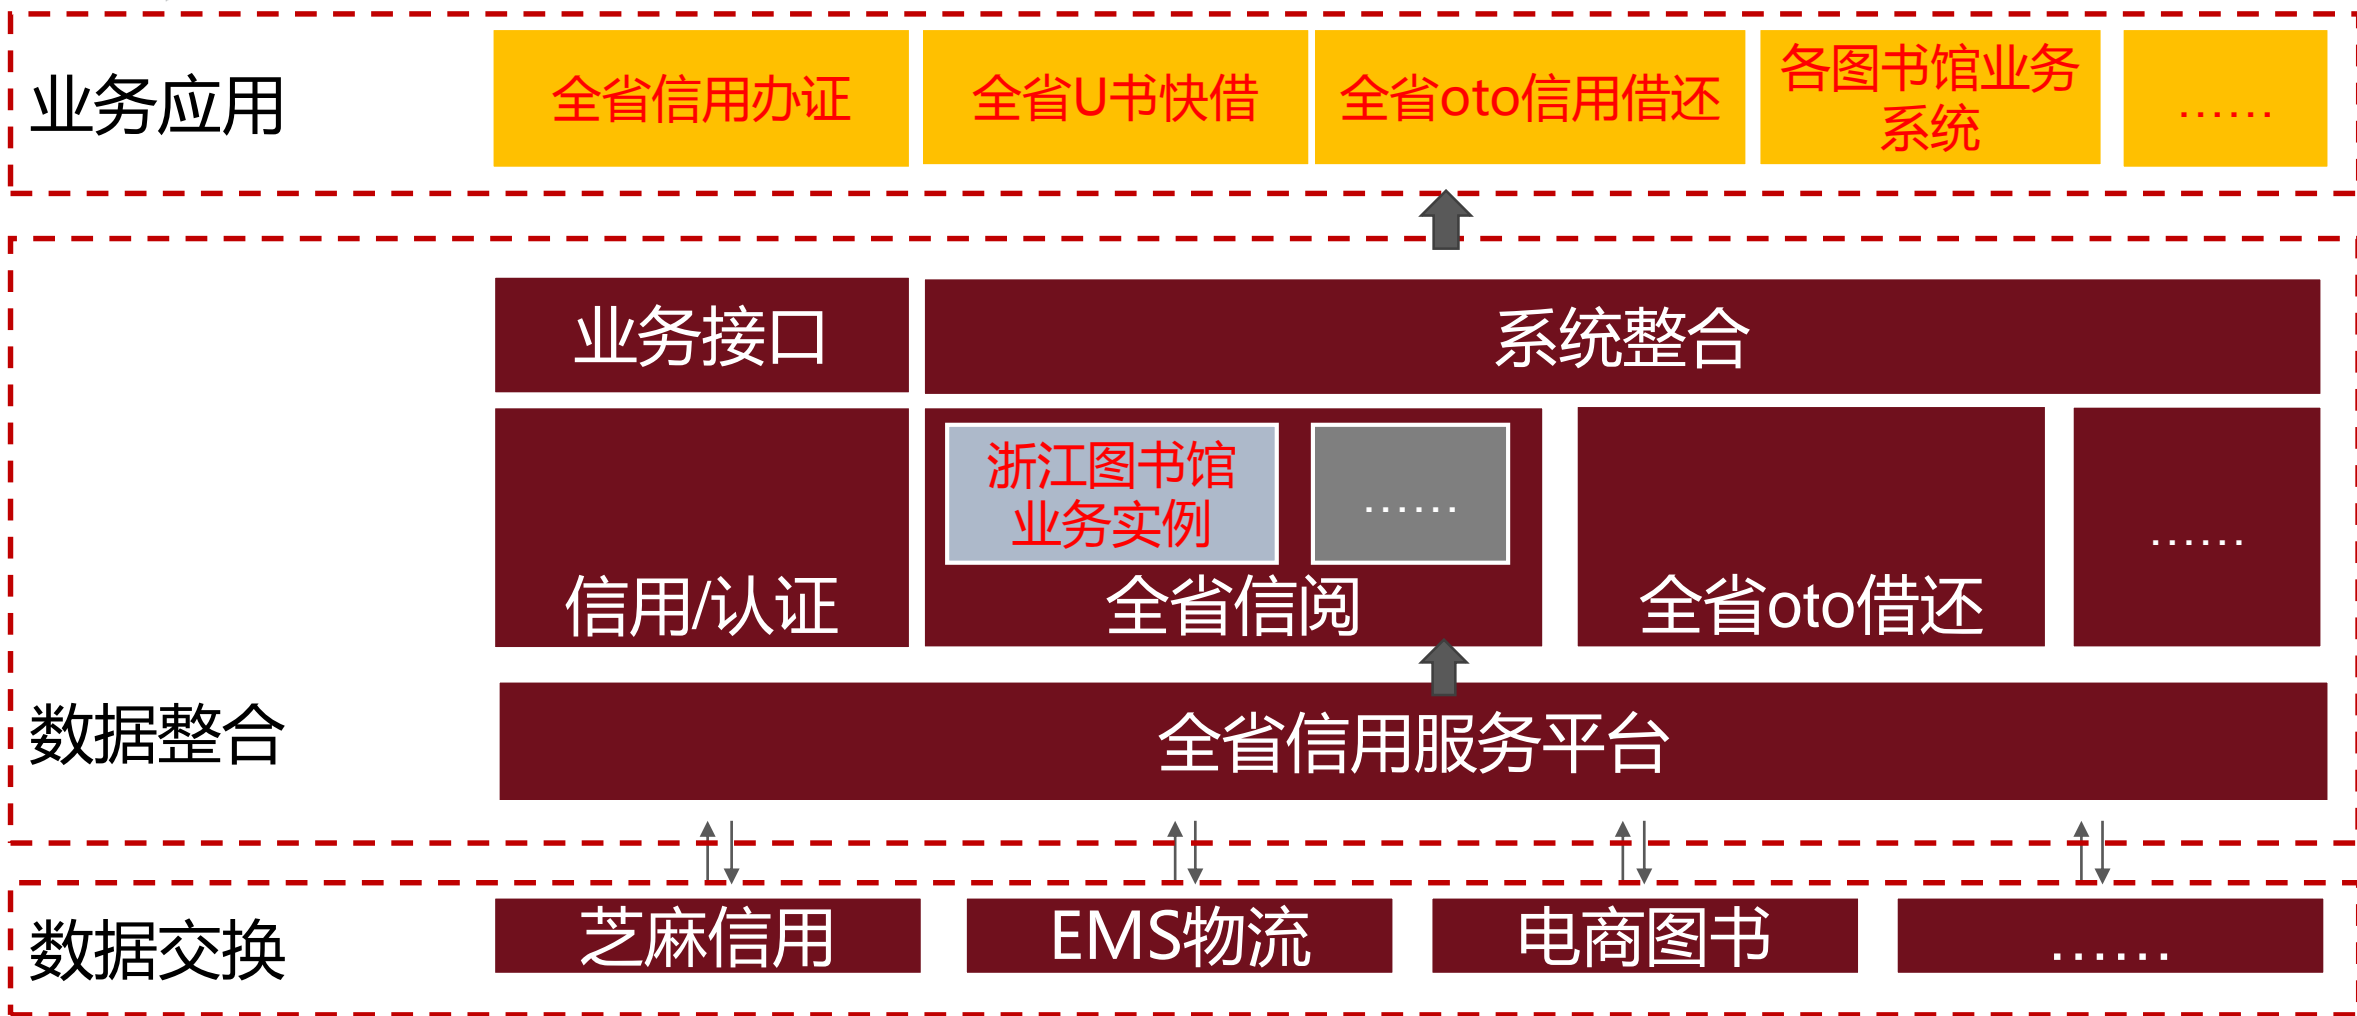 业务应用
全省信用办证
全省U书快借
全省oto信用借还
各图书馆业务
系统
……
业务接口
系统整合
浙江图书馆
业务实例
……
信用/认证
全省信阅
全省oto借还
……
数据整合
全省信用服务平台
数据交换
芝麻信用
EMS物流
电商图书
……